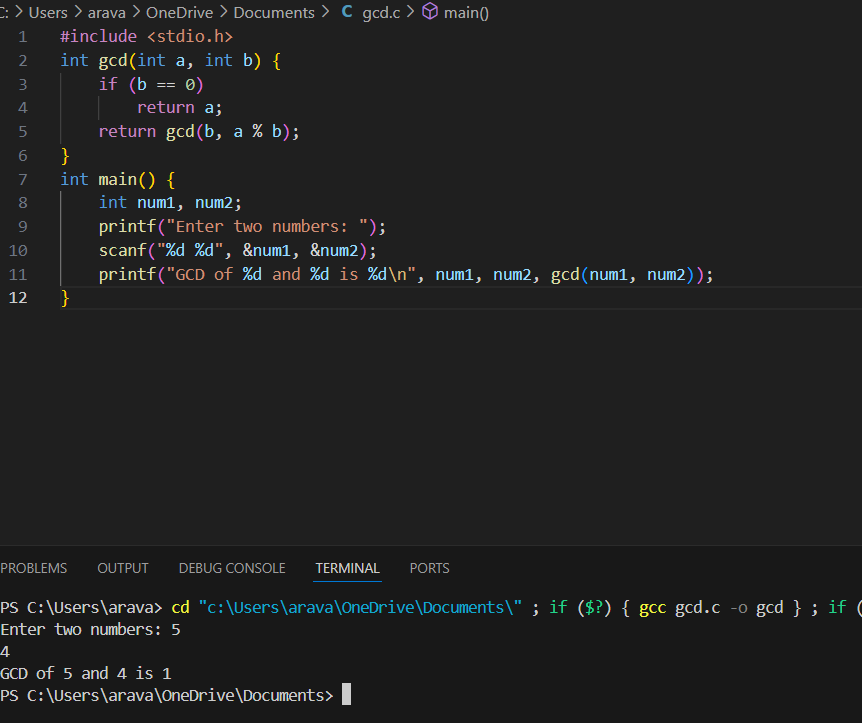 C: > Users > arava > OneDrive > Documents > C gcd.c > main()
1 #include <stdio.h>
2 int gcd(int a, int b) {
3     if (b == 0)
4         return a;
5     return gcd(b, a % b);
6 }
7 int main() {
8     int num1, num2;
9     printf("Enter two numbers: ");
10     scanf("%d %d", &num1, &num2);
11     printf("GCD of %d and %d is %d\n", num1, num2, gcd(num1, num2));
12 }
PROBLEMS OUTPUT DEBUG CONSOLE TERMINAL PORTS
PS C:\Users\arava> cd "c:\Users\arava\OneDrive\Documents\" ; if ($?) { gcc gcd.c -o gcd } ; if (
Enter two numbers: 5
4
GCD of 5 and 4 is 1
PS C:\Users\arava\OneDrive\Documents>